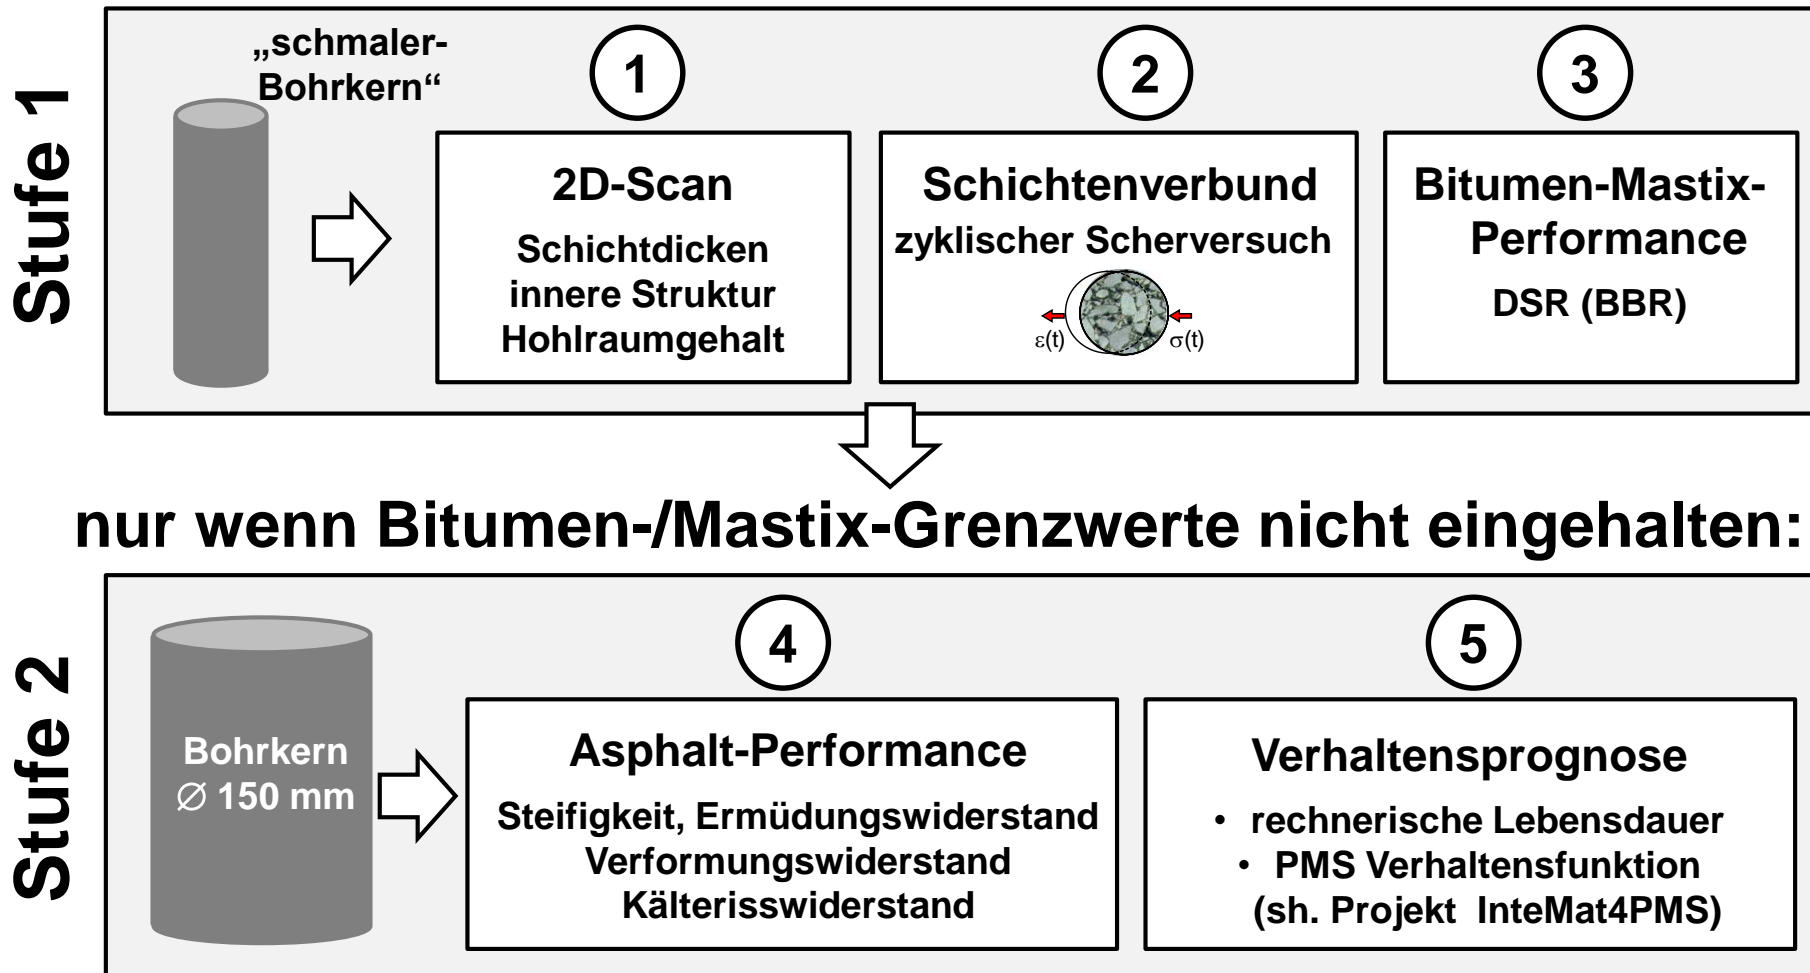 Stufe 1
„schmaler-
Bohrkern“
1
2D-Scan
Schichtdicken
innere Struktur
Hohlraumgehalt
2
Schichtenverbund
zyklischer Scherversuch
ε(t)
σ(t)
3
Bitumen-Mastix-
Performance
DSR (BBR)
nur wenn Bitumen-/Mastix-Grenzwerte nicht eingehalten:
Stufe 2
Bohrkern
∅ 150 mm
4
Asphalt-Performance
Steifigkeit, Ermüdungswiderstand
Verformungswiderstand
Kälterisswiderstand
5
Verhaltensprognose
• rechnerische Lebensdauer
• PMS Verhaltensfunktion
(sh. Projekt InteMat4PMS)